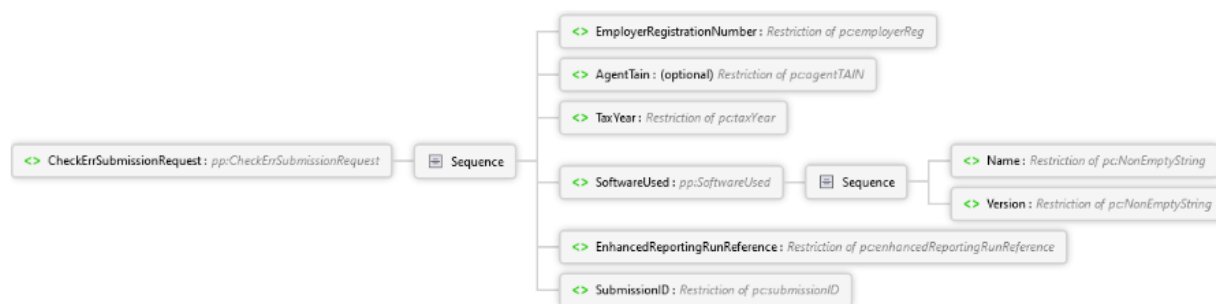 <> EmployerRegistrationNumber : Restriction of pc:employerReg
<> AgentTain : (optional) Restriction of pc:agentTAIN
<> TaxYear : Restriction of pc:taxYear
<> CheckErrSubmissionRequest : pp:CheckErrSubmissionRequest
Sequence
<> SoftwareUsed : pp:SoftwareUsed
Sequence
<> Name : Restriction of pc:NonEmptyString
<> Version : Restriction of pc:NonEmptyString
<> EnhancedReportingRunReference : Restriction of pc:enhancedReportingRunReference
<> SubmissionID : Restriction of pc:submissionID